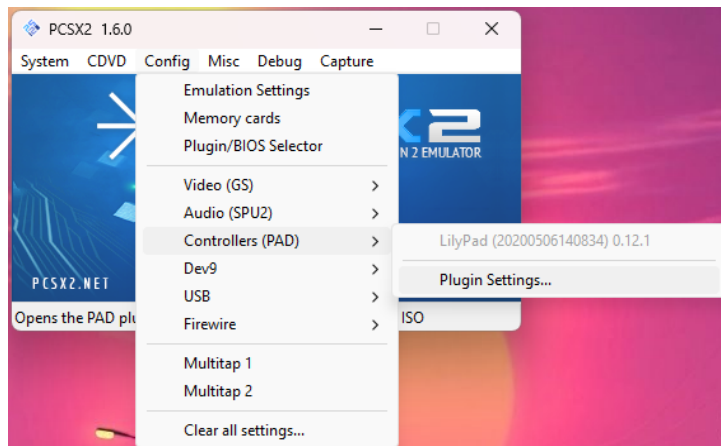 PCSX2 1.6.0
System CDVD Config Misc Debug Capture
Emulation Settings
Memory cards
Plugin/BIOS Selector
N 2 EMULATOR
Video (GS)
Audio (SPU2)
Controllers (PAD)
LilyPad (20200506140834) 0.12.1
Dev9
Plugin Settings...
PCSX2.NET
USB
Opens the PAD
ISO
Firewire
Multitap 1
Multitap 2
Clear all settings...